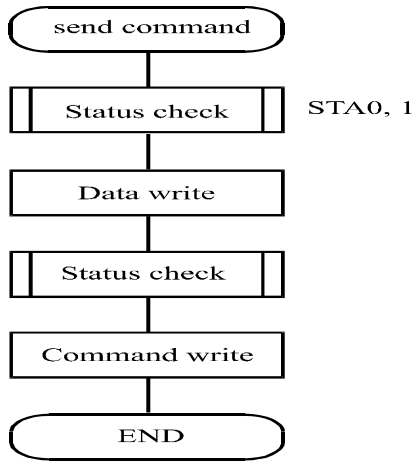 send command
Status check
STA0, 1
Data write
Status check
Command write
END